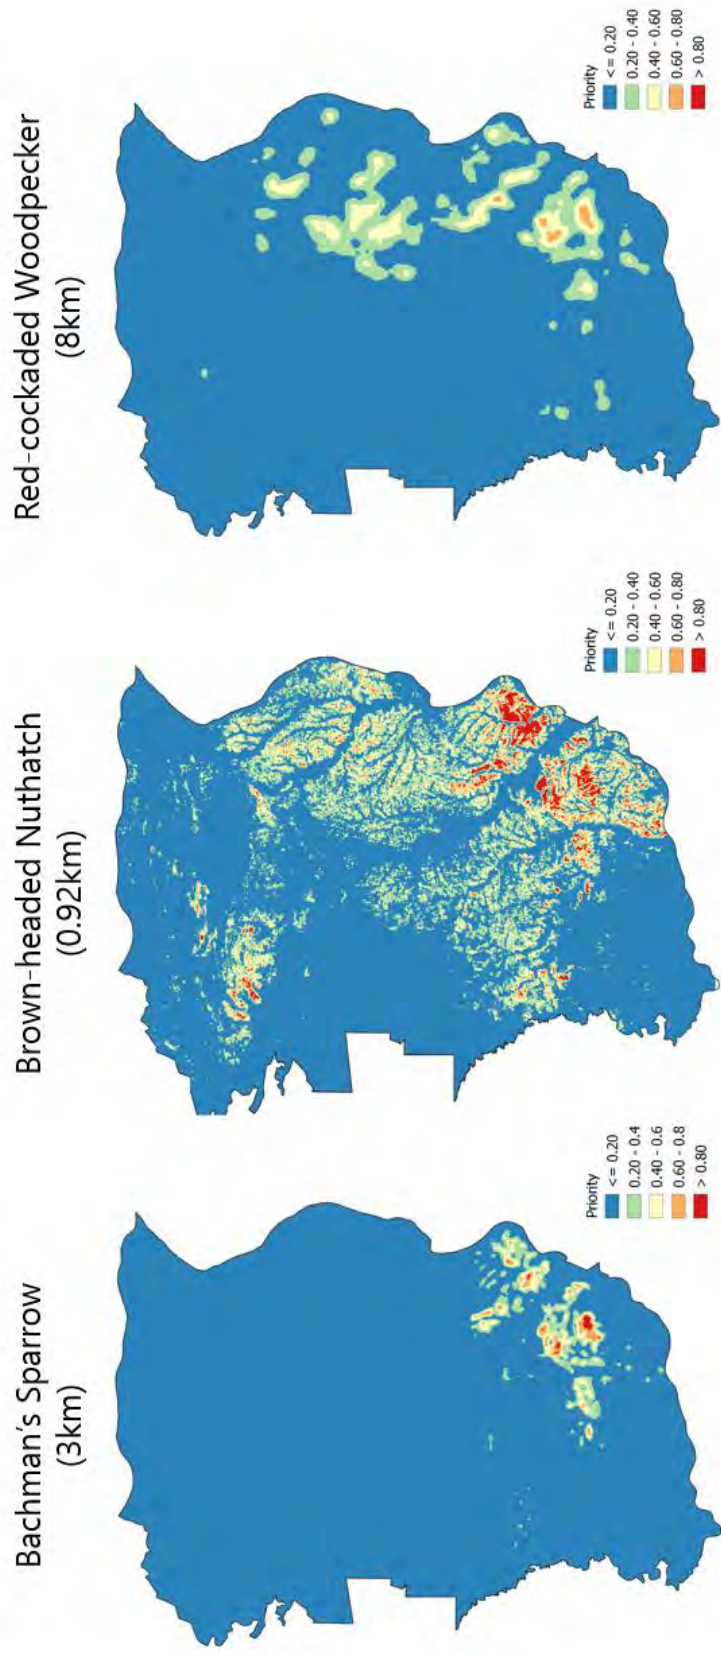 Bachman's Sparrow
(3km)
Priority
<= 0.20
0.20 - 0.4
0.40 - 0.6
0.60 - 0.8
> 0.80
Brown-headed Nuthatch
(0.92km)
Priority
<= 0.20
0.20 - 0.40
0.40 - 0.60
0.60 - 0.80
> 0.80
Red-cockaded Woodpecker
(8km)
Priority
<= 0.20
0.20 - 0.40
0.40 - 0.60
0.60 - 0.80
> 0.80